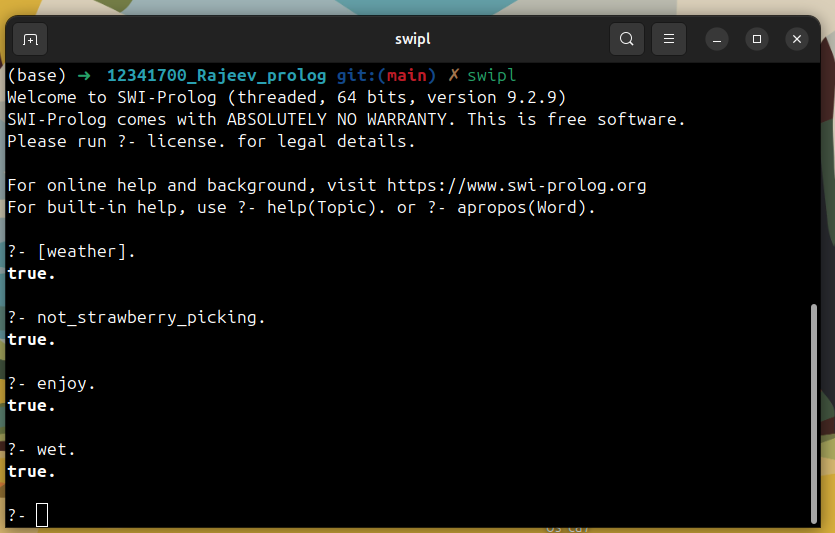 swipl
(base) ➜ 12341700_Rajeev_prolog git:(main) ✗ swipl
Welcome to SWI-Prolog (threaded, 64 bits, version 9.2.9)
SWI-Prolog comes with ABSOLUTELY NO WARRANTY. This is free software.
Please run ?- license. for legal details.
For online help and background, visit https://www.swi-prolog.org
For built-in help, use ?- help(Topic). or ?- apropos(Word).
?- [weather].
true.
?- not_strawberry_picking.
true.
?- enjoy.
true.
?- wet.
true.
?-